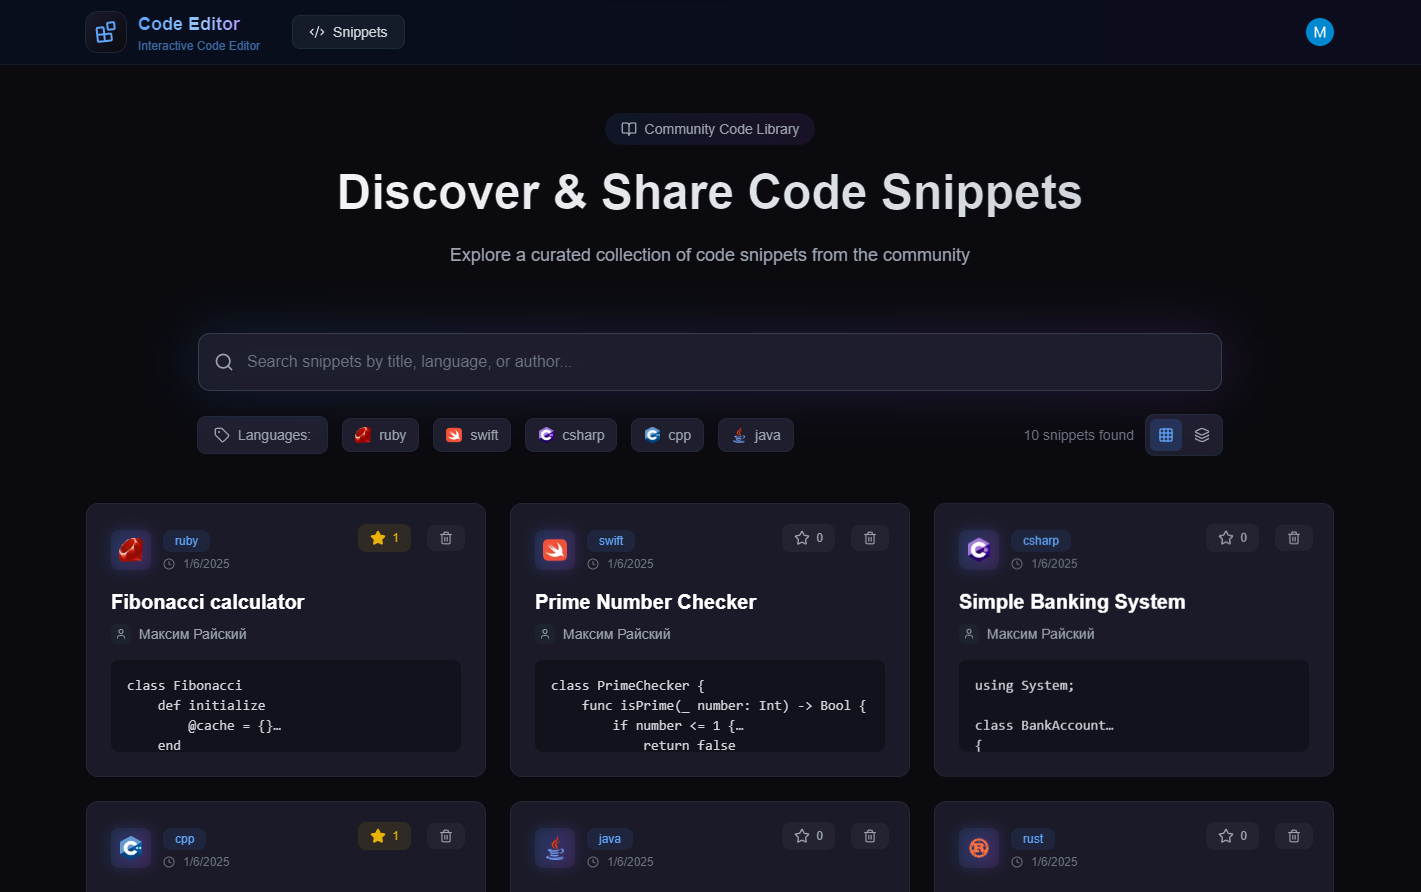 Code Editor
Interactive Code Editor
Snippets
M
Community Code Library
Discover & Share Code Snippets
Explore a curated collection of code snippets from the community
Search snippets by title, language, or author...
Languages:
ruby
swift
csharp
cpp
java
10 snippets found
ruby
1/6/2025
1
Fibonacci calculator
Максим Райский
class Fibonacci
    def initialize
        @cache = {}…
    end
swift
1/6/2025
0
Prime Number Checker
Максим Райский
class PrimeChecker {
    func isPrime(_ number: Int) -> Bool {
        if number <= 1 {…
            return false
csharp
1/6/2025
0
Simple Banking System
Максим Райский
using System;
class BankAccount…
{
cpp
1/6/2025
1
java
1/6/2025
0
rust
1/6/2025
0